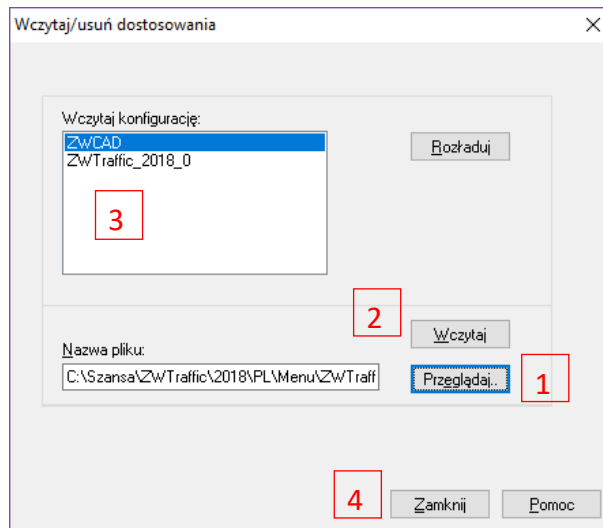 Wczytaj/usuń dostosowania
Wczytaj konfigurację:
ZWCAD
ZWTraffic_2018_0
Rozładuj
3
2
Wczytaj
Nazwa pliku:
C:\Szansa\ZWTraffic\2018\PL\Menu\ZWTraff
Przeglądaj..
1
4
Zamknij
Pomoc